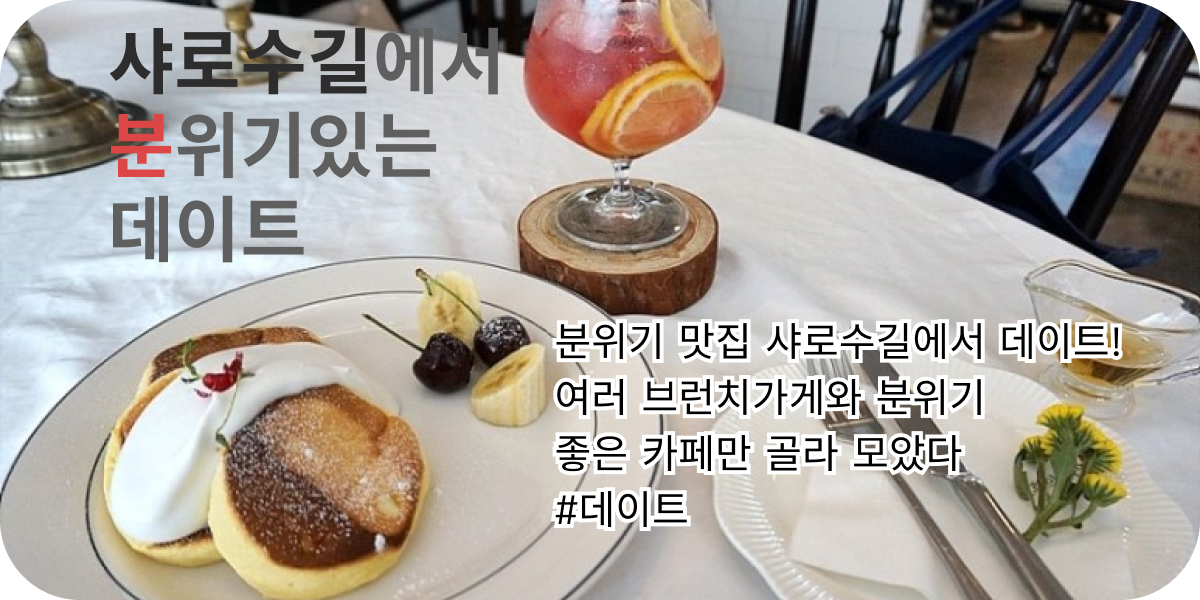 샤로수길에서
분위기있는
데이트
분위기 맛집 샤로수길에서 데이트!
여러 브런치가게와 분위기
좋은 카페만 골라 모았다
#데이트